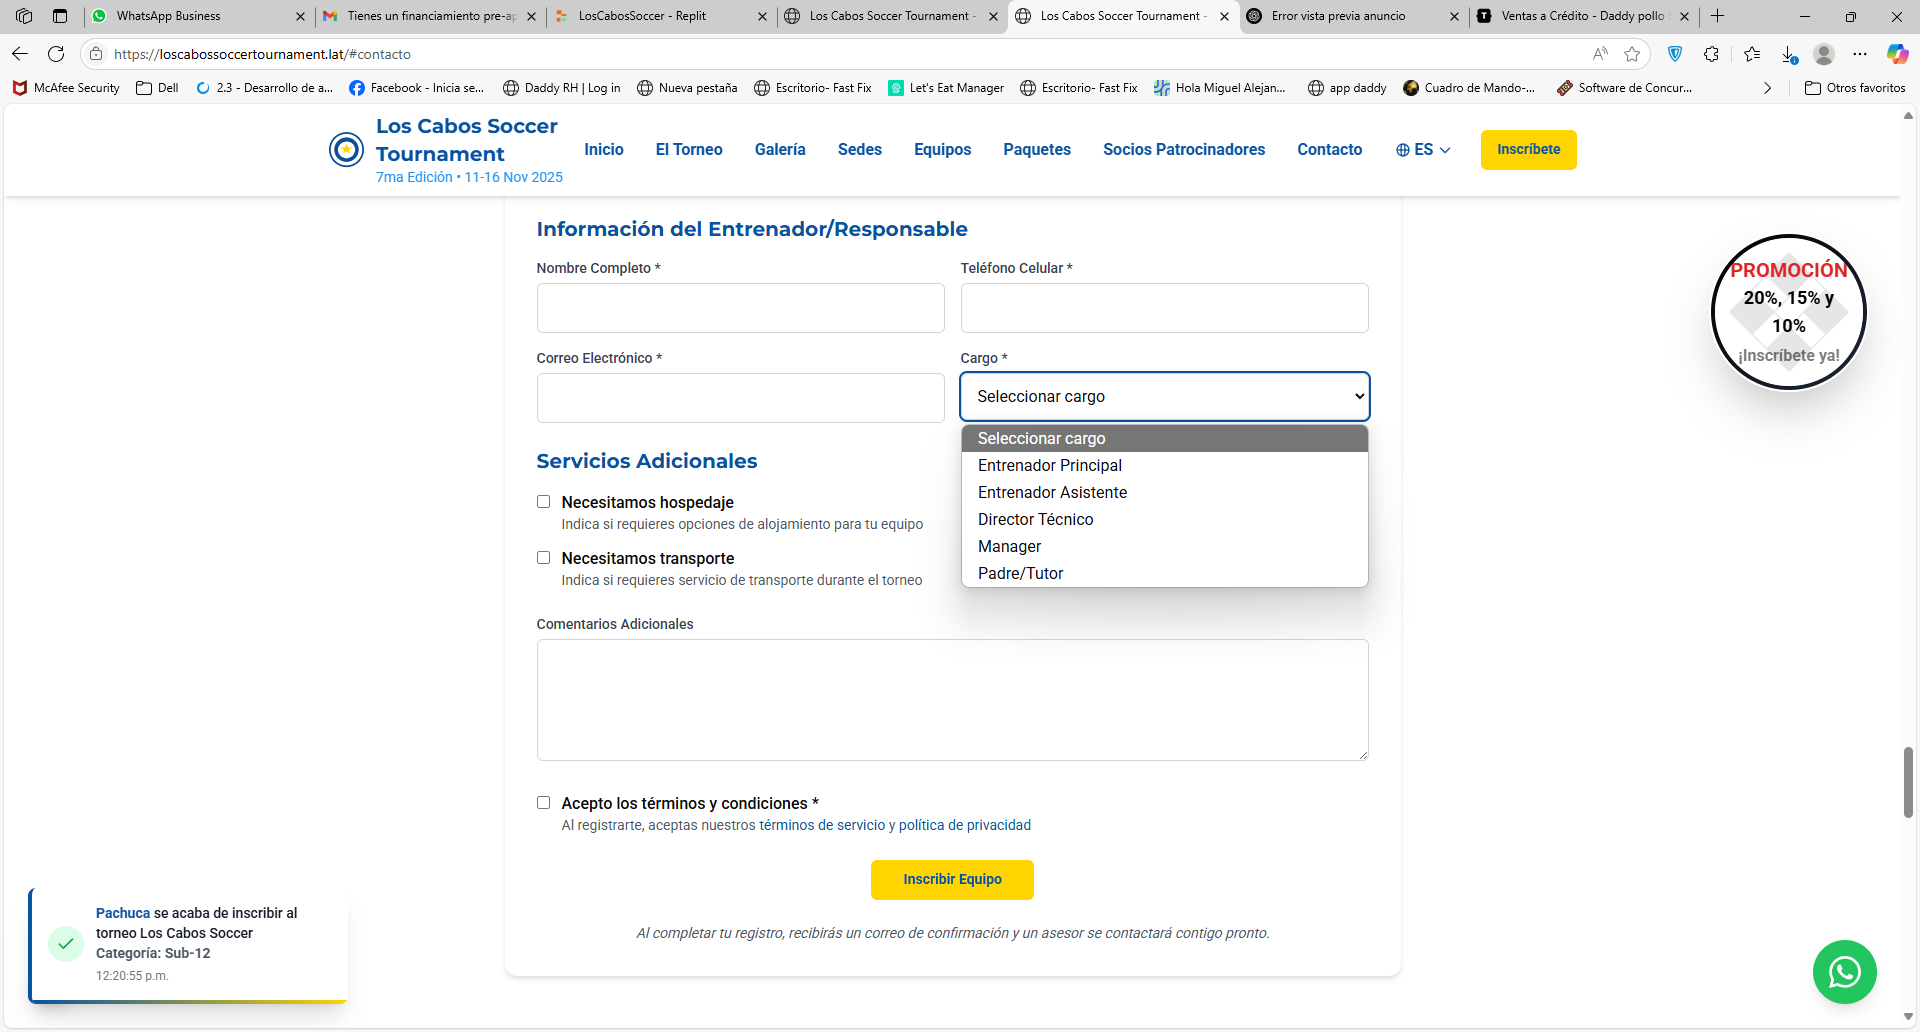 WhatsApp Business
Tienes un financiamiento pre-ap
LosCabosSoccer - Replit
Los Cabos Soccer Tournament -
Los Cabos Soccer Tournament -
Error vista previa anuncio
Ventas a Crédito - Daddy pollo S
https://loscabossoccertournament.lat/#contacto
McAfee Security
Dell
2.3 - Desarrollo de a...
Facebook - Inicia se...
Daddy RH | Log in
Nueva pestaña
Escritorio- Fast Fix
Let's Eat Manager
Escritorio- Fast Fix
Hola Miguel Alejan...
app daddy
Cuadro de Mando-...
Software de Concur...
Otros favoritos
Los Cabos Soccer
Tournament
7ma Edición • 11-16 Nov 2025
Inicio
El Torneo
Galería
Sedes
Equipos
Paquetes
Socios Patrocinadores
Contacto
ES
Inscríbete
Información del Entrenador/Responsable
Nombre Completo *
Teléfono Celular *
Correo Electrónico *
Cargo *
Seleccionar cargo
Seleccionar cargo
Entrenador Principal
Entrenador Asistente
Director Técnico
Manager
Padre/Tutor
Servicios Adicionales
Necesitamos hospedaje
Indica si requieres opciones de alojamiento para tu equipo
Necesitamos transporte
Indica si requieres servicio de transporte durante el torneo
Comentarios Adicionales
Acepto los términos y condiciones *
Al registrarte, aceptas nuestros términos de servicio y política de privacidad
Inscribir Equipo
Al completar tu registro, recibirás un correo de confirmación y un asesor se contactará contigo pronto.
PROMOCIÓN
20%, 15% y
10%
¡Inscríbete ya!
Pachuca se acaba de inscribir al
torneo Los Cabos Soccer
Categoría: Sub-12
12:20:55 p.m.